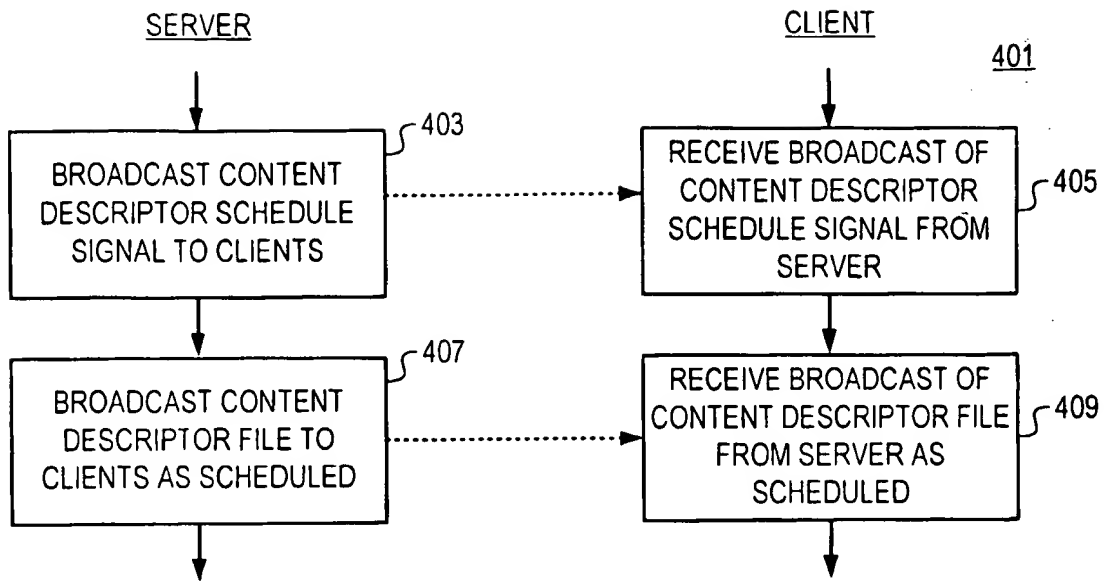 SERVER
CLIENT
401
403
BROADCAST CONTENT
DESCRIPTOR SCHEDULE
SIGNAL TO CLIENTS
RECEIVE BROADCAST OF
CONTENT DESCRIPTOR
SCHEDULE SIGNAL FROM
SERVER
405
407
BROADCAST CONTENT
DESCRIPTOR FILE TO
CLIENTS AS SCHEDULED
RECEIVE BROADCAST OF
CONTENT DESCRIPTOR FILE
FROM SERVER AS
SCHEDULED
409